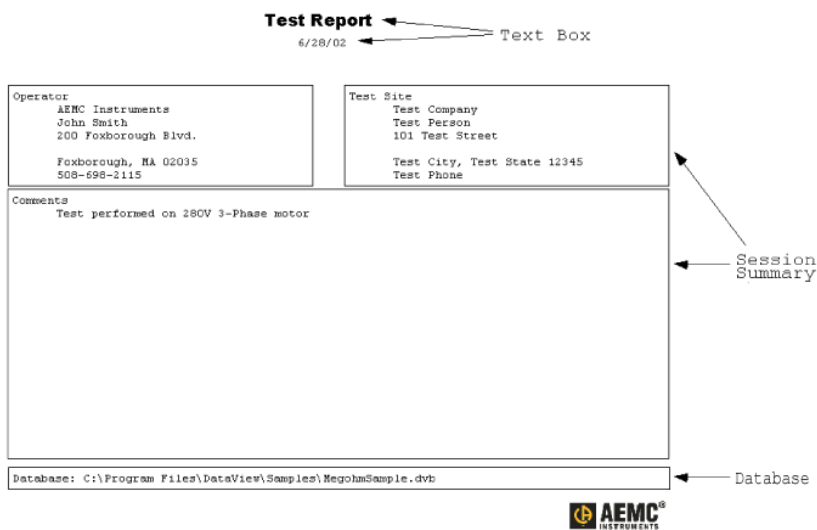 Test Report
6/28/02
Text Box
Operator
AEMC Instruments
John Smith
200 Foxborough Blvd.
Foxborough, MA 02035
508-698-2115
Test Site
Test Company
Test Person
101 Test Street
Test City, Test State 12345
Test Phone
Comments
Test performed on 280V 3-Phase motor
Session
Summary
Database: C:\Program Files\DataView\Samples\MegohmSample.dvb
Database
AEMC®
INSTRUMENTS